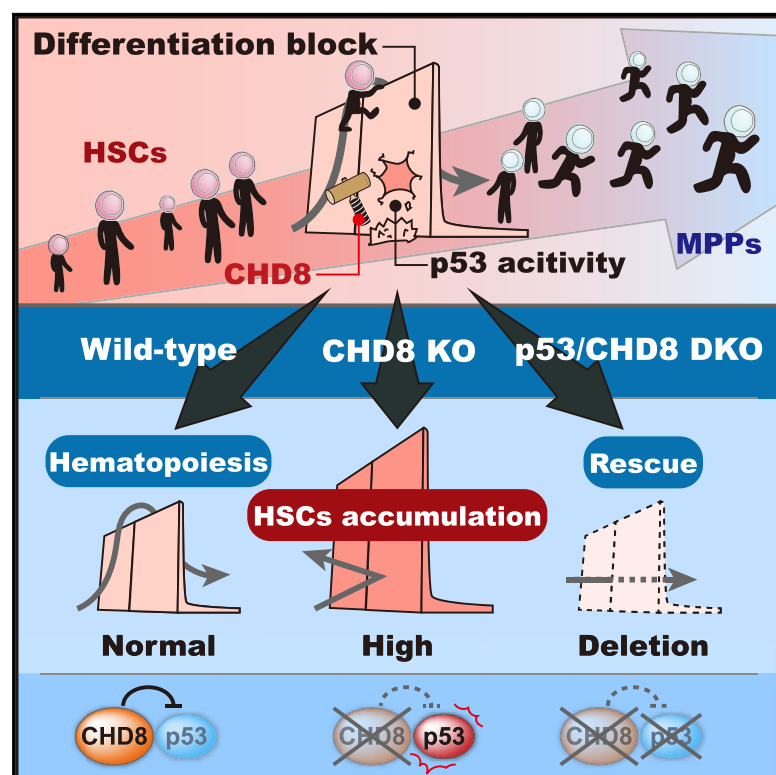 Differentiation block
HSCs
CHD8
p53 acitivity
MPPs
Wild-type
CHD8 KO
p53/CHD8 DKO
Hematopoiesis
HSCs accumulation
Rescue
Normal
High
Deletion
CHD8
p53
CHD8
p53
CHD8
p53